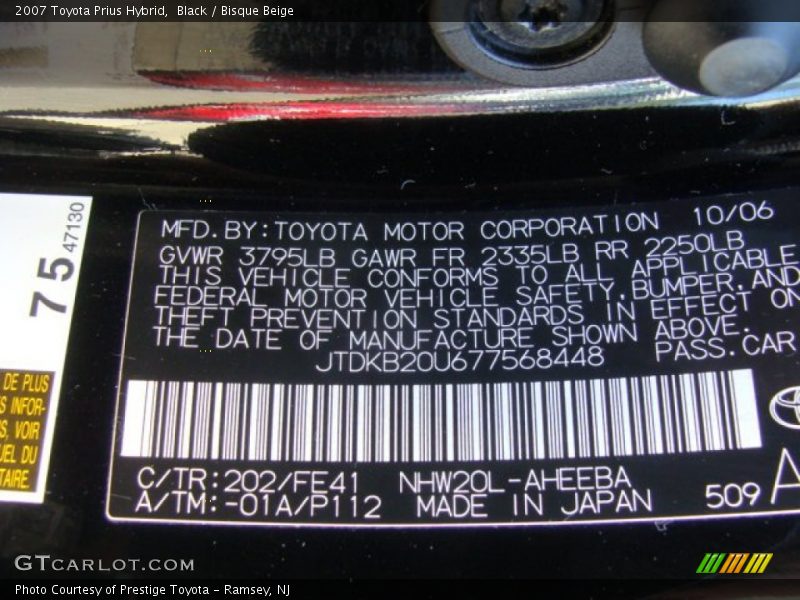 2007 Toyota Prius Hybrid, Black / Bisque Beige
75
47130
DE PLUS
INFOR-
S, VOIR
UEL DU
TAIRE
MFD. BY: TOYOTA MOTOR CORPORATION 10/06
GVWR 3795LB GAWR FR 2335LB RR 2250LB
THIS VEHICLE CONFORMS TO ALL APPLICABLE
FEDERAL MOTOR VEHICLE SAFETY, BUMPER, AND
THEFT PREVENTION STANDARDS IN EFFECT ON
THE DATE OF MANUFACTURE SHOWN ABOVE.
JTDKB20U677568448 PASS. CAR
C/TR: 202/FE41 NHW20L-AHEEBA
A/TM: -01A/P112 MADE IN JAPAN 509 A
GTCARLOT.COM
Photo Courtesy of Prestige Toyota - Ramsey, NJ